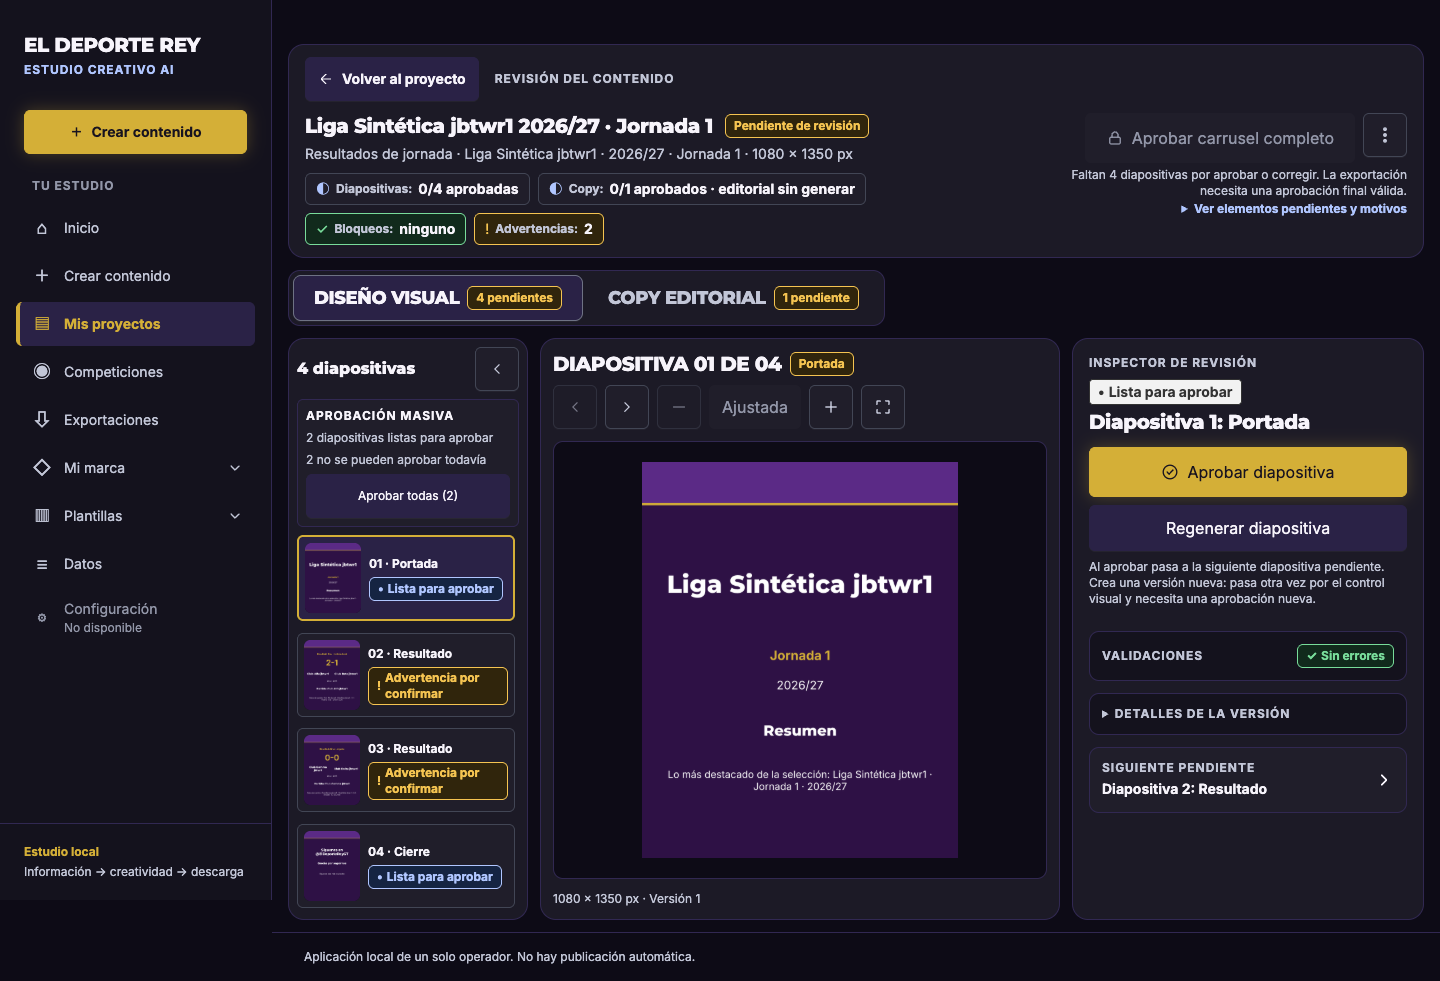 EL DEPORTE REY
ESTUDIO CREATIVO AI
+ Crear contenido
TU ESTUDIO
Inicio
Crear contenido
Mis proyectos
Competiciones
Exportaciones
Mi marca
Plantillas
Datos
Configuración
No disponible
Estudio local
Información → creatividad → descarga
← Volver al proyecto
REVISIÓN DEL CONTENIDO
Liga Sintética jbtwr1 2026/27 · Jornada 1
Pendiente de revisión
Resultados de jornada · Liga Sintética jbtwr1 · 2026/27 · Jornada 1 · 1080 × 1350 px
Diapositivas: 0/4 aprobadas
Copy: 0/1 aprobados · editorial sin generar
✓ Bloqueos: ninguno
! Advertencias: 2
Aprobar carrusel completo
Faltan 4 diapositivas por aprobar o corregir. La exportación
necesita una aprobación final válida.
▸ Ver elementos pendientes y motivos
DISEÑO VISUAL 4 pendientes
COPY EDITORIAL 1 pendiente
4 diapositivas
APROBACIÓN MASIVA
2 diapositivas listas para aprobar
2 no se pueden aprobar todavía
Aprobar todas (2)
Liga Sintética jbtwr1
01 · Portada
• Lista para aprobar
2-1
02 · Resultado
! Advertencia por
confirmar
0-0
03 · Resultado
! Advertencia por
confirmar
04 · Cierre
• Lista para aprobar
DIAPOSITIVA 01 DE 04
Portada
Ajustada
Liga Sintética jbtwr1
Jornada 1
2026/27
Resumen
Lo más destacado de la selección: Liga Sintética jbtwr1 ·
Jornada 1 · 2026/27
1080 × 1350 px · Versión 1
INSPECTOR DE REVISIÓN
• Lista para aprobar
Diapositiva 1: Portada
Aprobar diapositiva
Regenerar diapositiva
Al aprobar pasa a la siguiente diapositiva pendiente.
Crea una versión nueva: pasa otra vez por el control
visual y necesita una aprobación nueva.
VALIDACIONES
✓ Sin errores
▸ DETALLES DE LA VERSIÓN
SIGUIENTE PENDIENTE
Diapositiva 2: Resultado
Aplicación local de un solo operador. No hay publicación automática.